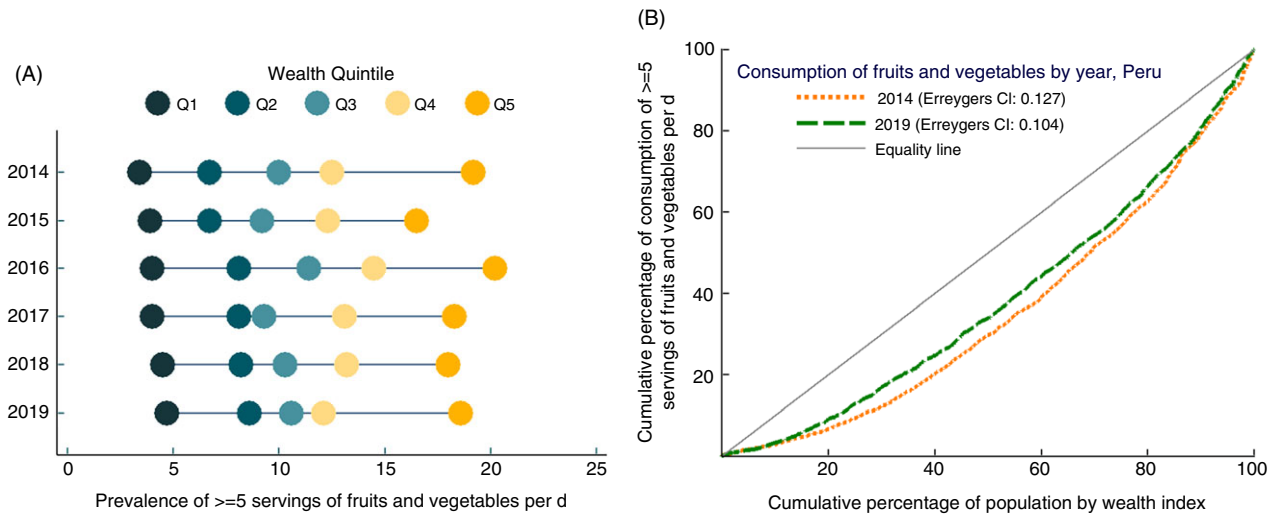 (A)
Wealth Quintile
Q1 Q2 Q3 Q4 Q5
2014
2015
2016
2017
2018
2019
0 5 10 15 20 25
Prevalence of >=5 servings of fruits and vegetables per d
(B)
Cumulative percentage of consumption of >=5
servings of fruits and vegetables per d
100
80
60
40
20
Consumption of fruits and vegetables by year, Peru
2014 (Erreygers CI: 0.127)
2019 (Erreygers CI: 0.104)
Equality line
20 40 60 80 100
Cumulative percentage of population by wealth index